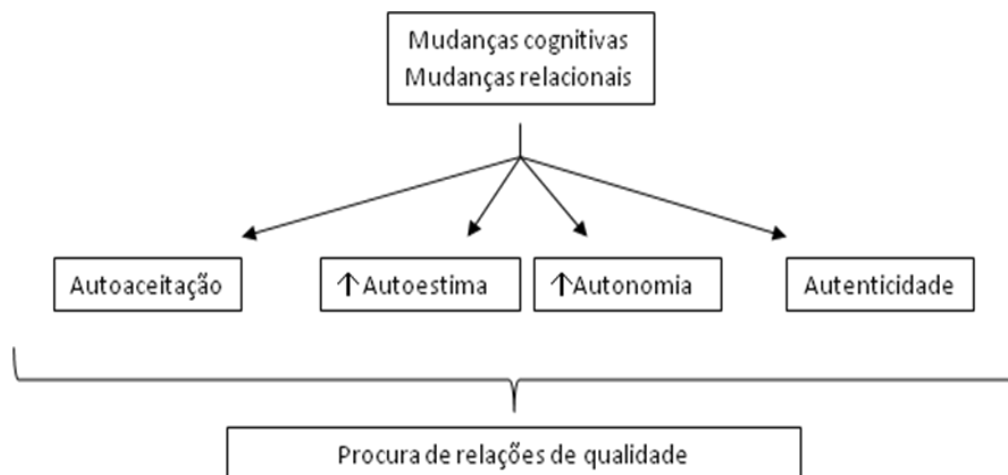 Mudanças cognitivas
Mudanças relacionais
Autoaceitação
↑Autoestima
↑Autonomia
Autenticidade
Procura de relações de qualidade